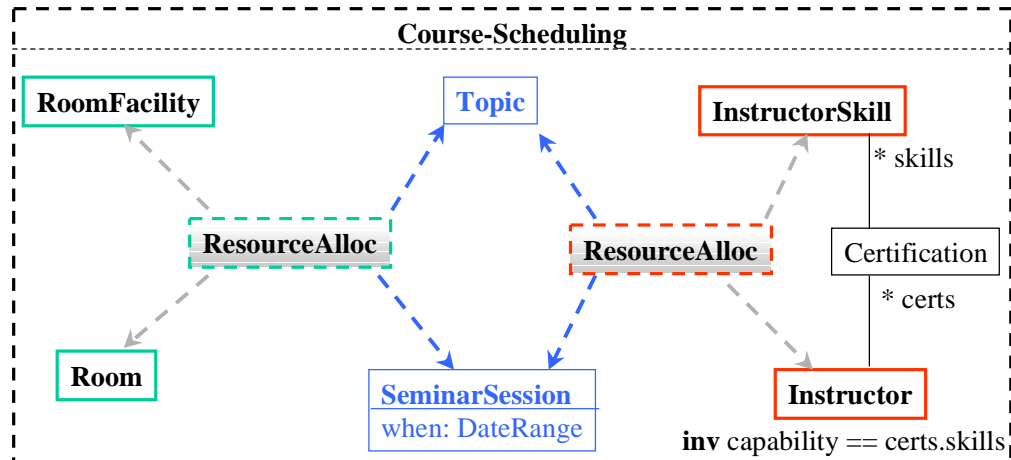 Course-Scheduling
RoomFacility
Topic
InstructorSkill
* skills
ResourceAlloc
ResourceAlloc
Certification
* certs
Room
SeminarSession
when: DateRange
Instructor
inv capability == certs.skills